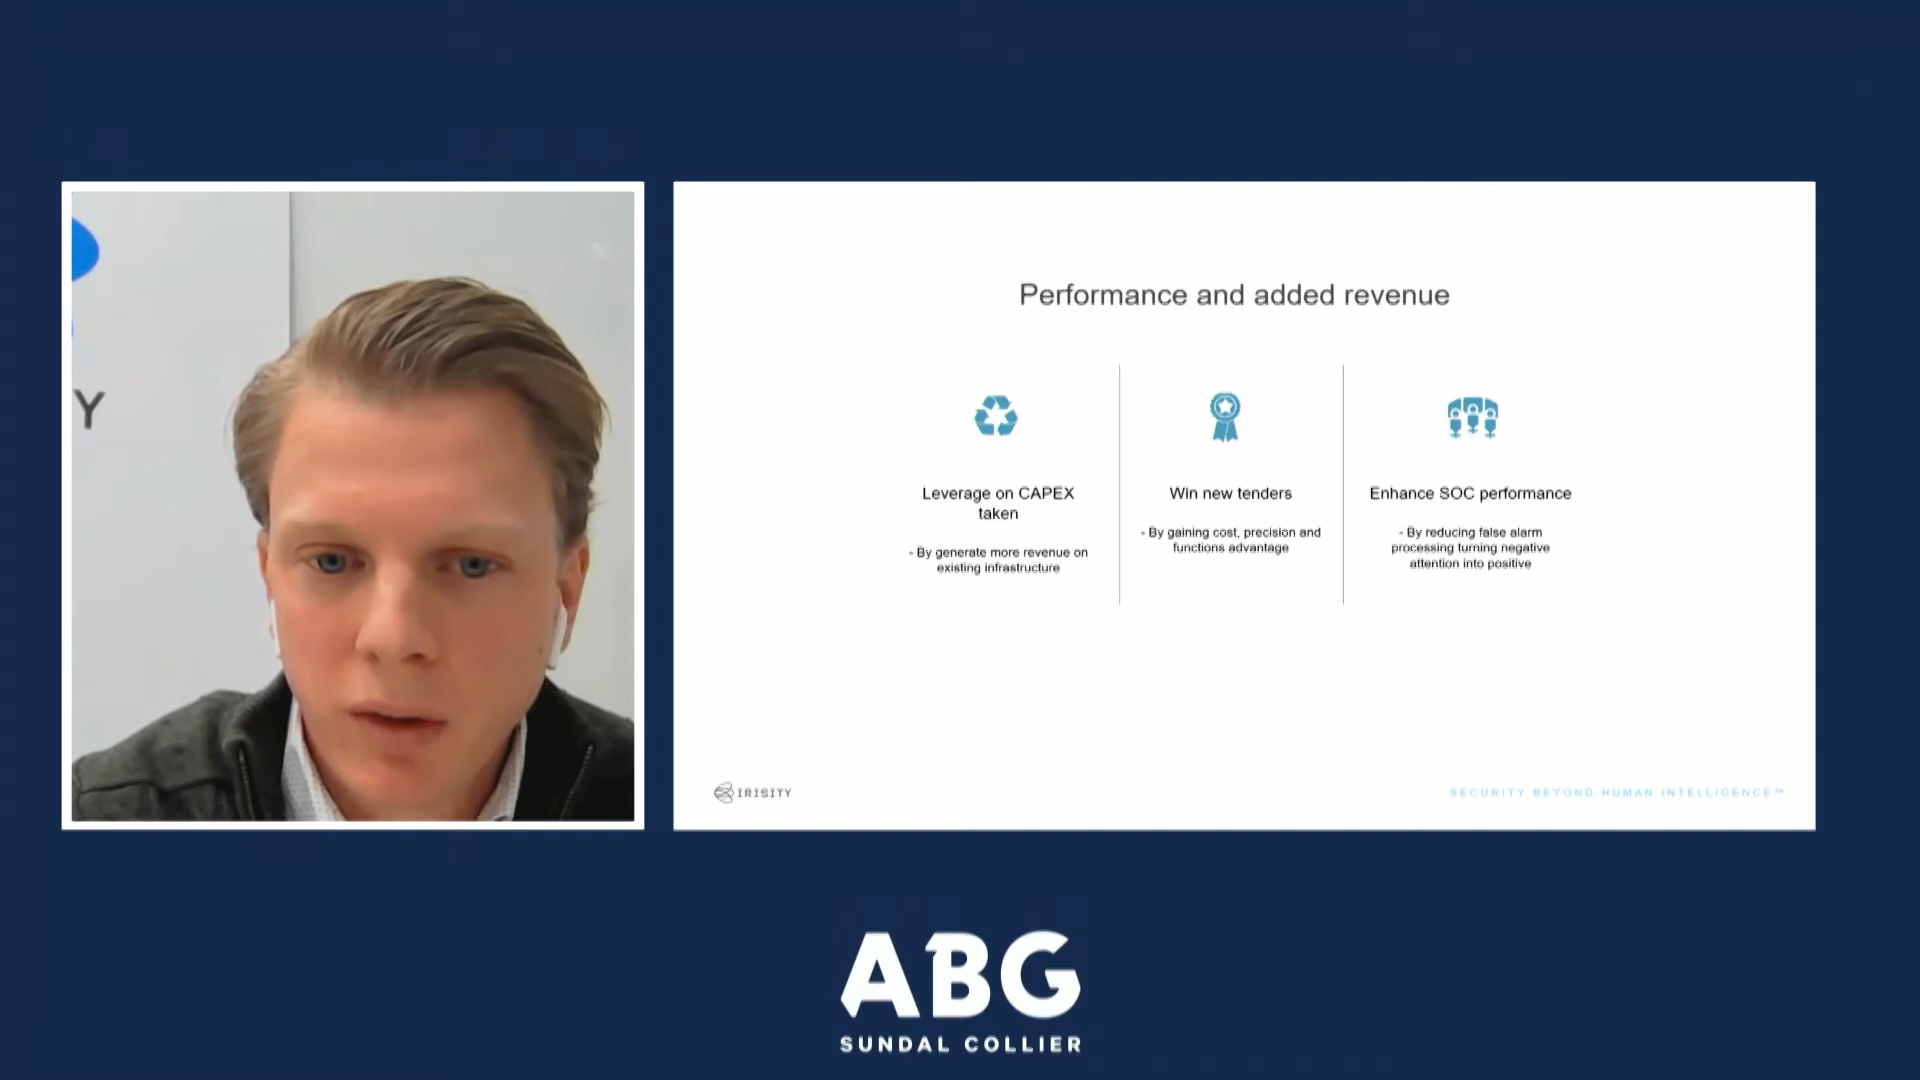 Y
Performance and added revenue
Leverage on CAPEX
taken
- By generate more revenue on
existing infrastructure
Win new tenders
- By gaining cost, precision and
functions advantage
Enhance SOC performance
- By reducing false alarm
processing turning negative
attention into positive
IRISITY
SECURITY BEYOND HUMAN INTELLIGENCE™
ABG
SUNDAL COLLIER